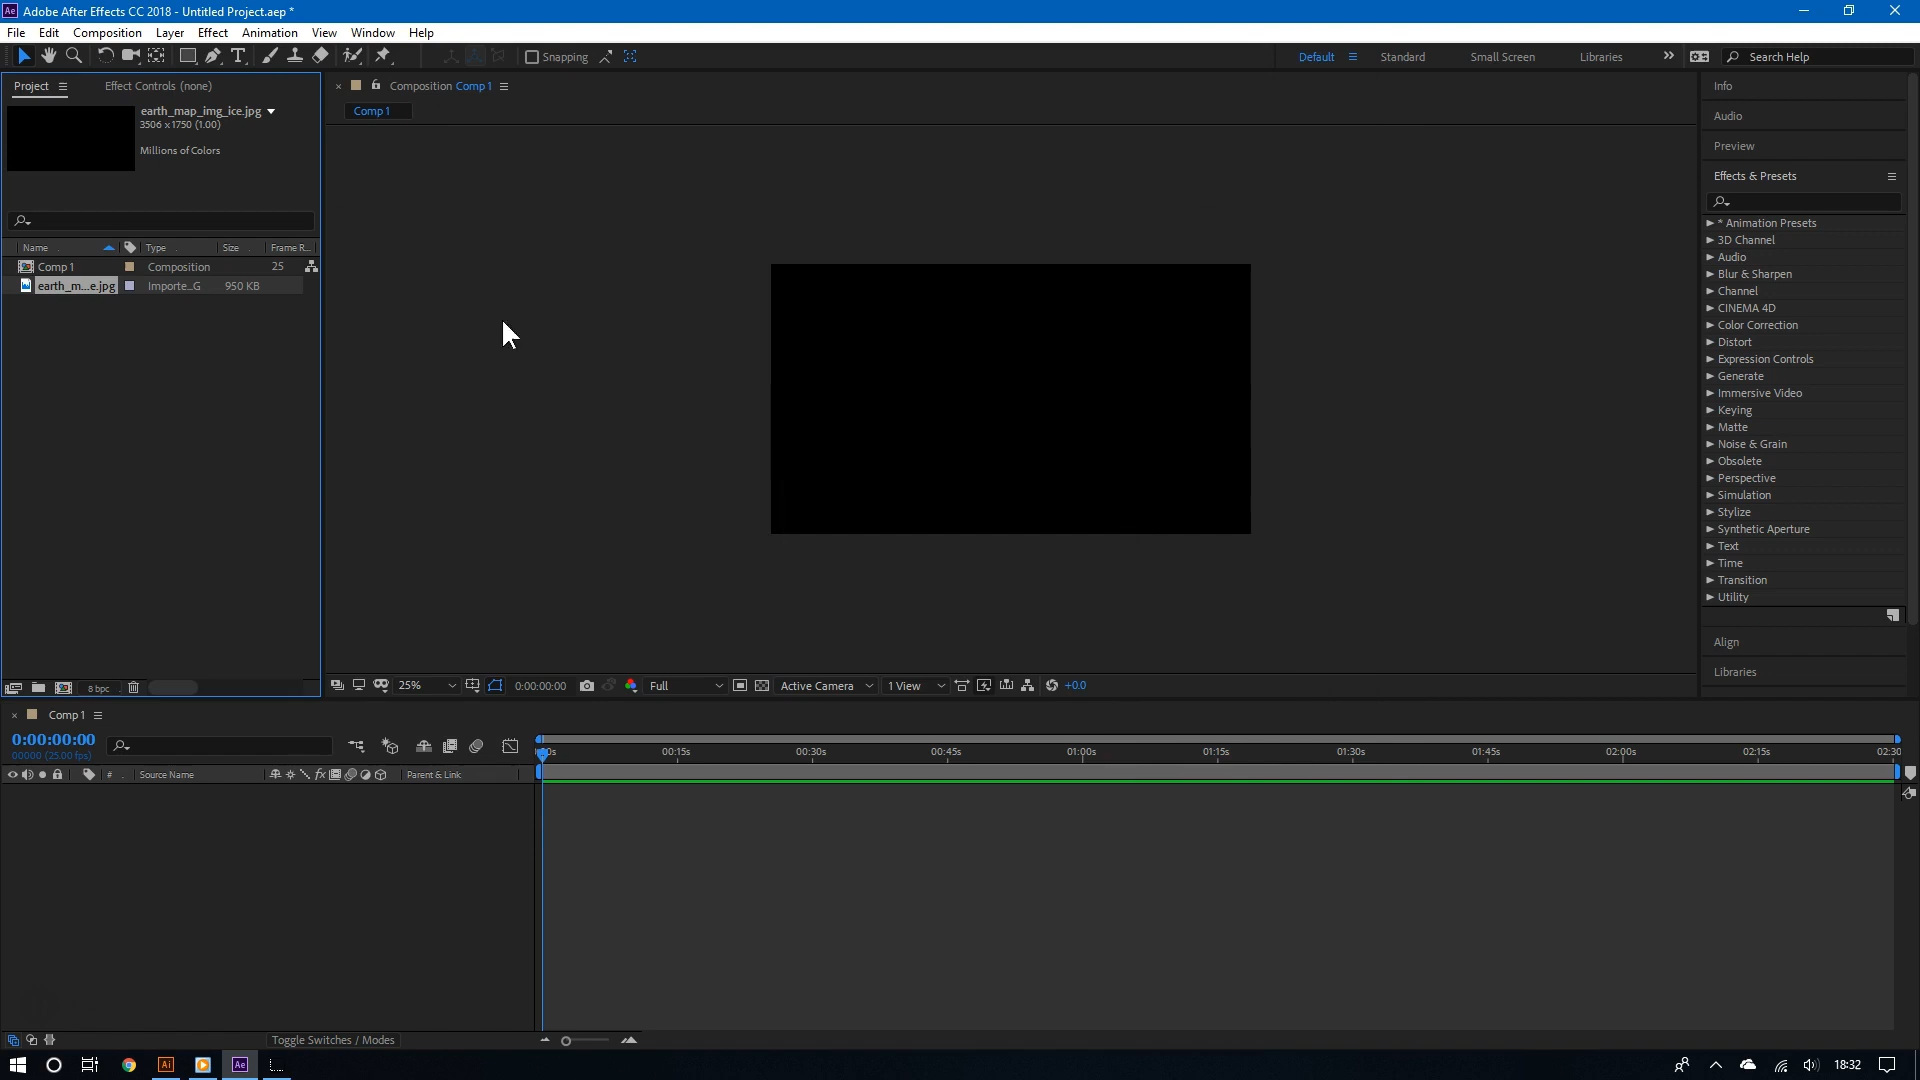 Ae Adobe After Effects CC 2018 - Untitled Project.aep *
File Edit Composition Layer Effect Animation View Window Help
Snapping Default Standard Small Screen Libraries Search Help
Project Effect Controls (none)
earth_map_img_ice.jpg
3506 x 1750 (1.00)
Millions of Colors
Name Type Size Frame R...
Comp 1 Composition 25
earth_m...e.jpg Importe...G 950 KB
8 bpc
Composition Comp 1
Comp 1
25% 0:00:00:00 Full Active Camera 1 View +0.0
Info
Audio
Preview
Effects & Presets
* Animation Presets
3D Channel
Audio
Blur & Sharpen
Channel
CINEMA 4D
Color Correction
Distort
Expression Controls
Generate
Immersive Video
Keying
Matte
Noise & Grain
Obsolete
Perspective
Simulation
Stylize
Synthetic Aperture
Text
Time
Transition
Utility
Align
Libraries
Comp 1
0:00:00:00
00000 (25.00 fps)
# Source Name fx Parent & Link
00:15s 00:30s 00:45s 01:00s 01:15s 01:30s 01:45s 02:00s 02:15s 02:30
Toggle Switches / Modes
Ai Ae 18:32